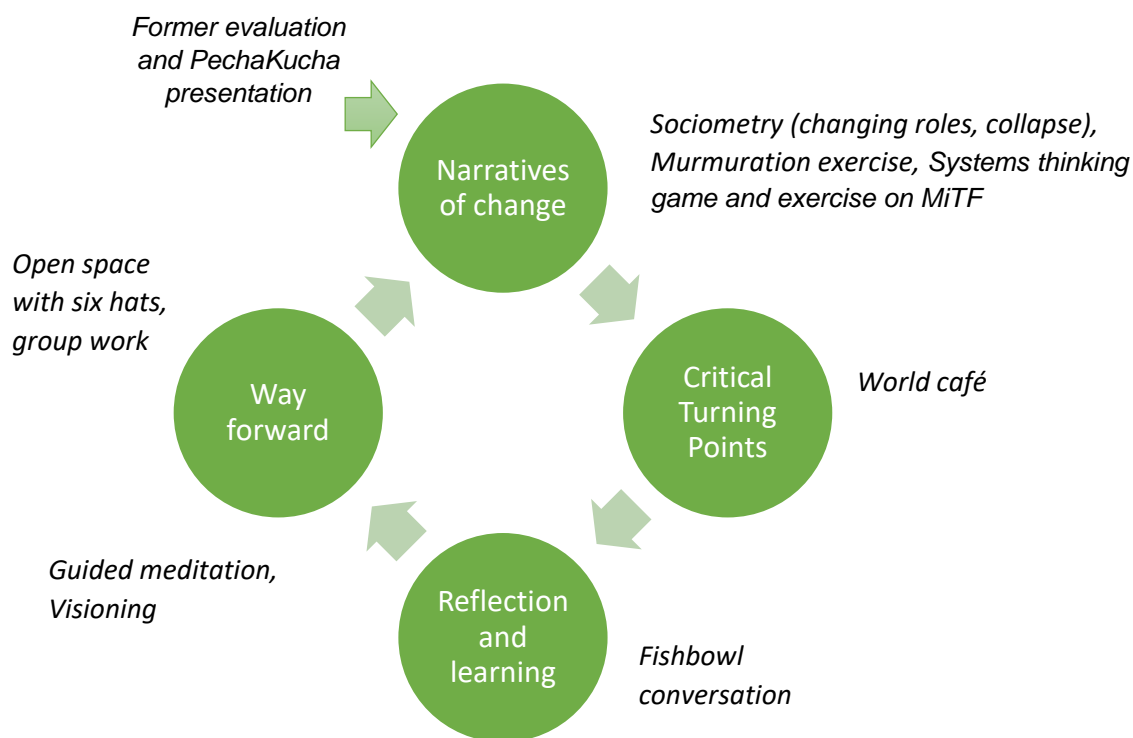 Former evaluation
and PechaKucha
presentation
Narratives
of change
Sociometry (changing roles, collapse),
Murmuration exercise, Systems thinking
game and exercise on MiTF
Open space
with six hats,
group work
Way
forward
Critical
Turning
Points
World café
Guided meditation,
Visioning
Reflection
and
learning
Fishbowl
conversation